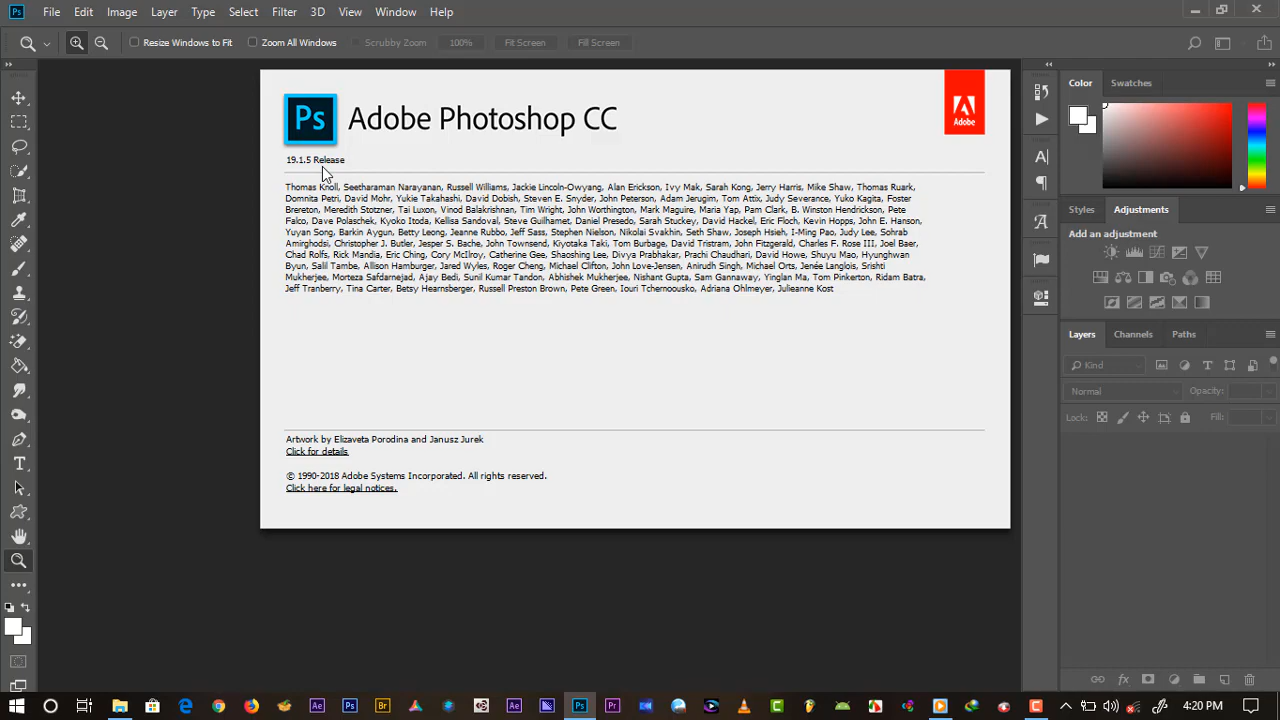 Ps File Edit Image Layer Type Select Filter 3D View Window Help
Resize Windows to Fit Zoom All Windows Scrubby Zoom 100% Fit Screen Fill Screen
Color Swatches
Ps Adobe Photoshop CC
Adobe
19.1.5 Release
Thomas Knoll, Seetharaman Narayanan, Russell Williams, Jackie Lincoln-Owyang, Alan Erickson, Ivy Mak, Sarah Kong, Jerry Harris, Mike Shaw, Thomas Ruark,
Domnita Petri, David Mohr, Yukie Takahashi, David Dobish, Steven E. Snyder, John Peterson, Adam Jerugim, Tom Attix, Judy Severance, Yuko Kagita, Foster
Brereton, Meredith Stotzner, Tai Luxon, Vinod Balakrishnan, Tim Wright, John Worthington, Mark Maguire, Maria Yap, Pam Clark, B. Winston Hendrickson, Pete
Falco, Dave Polaschek, Kyoko Itoda, Kellisa Sandoval, Steve Guilhamet, Daniel Presedo, Sarah Stuckey, David Hackel, Eric Floch, Kevin Hopps, John E. Hanson,
Yuyan Song, Barkin Aygun, Betty Leong, Jeanne Rubbo, Jeff Sass, Stephen Nielson, Nikolai Svakhin, Seth Shaw, Joseph Hsieh, I-Ming Pao, Judy Lee, Sohrab
Amirghodsi, Christopher J. Butler, Jesper S. Bache, John Townsend, Kiyotaka Taki, Tom Burbage, David Tristram, John Fitzgerald, Charles F. Rose III, Joel Baer,
Chad Rolfs, Rick Mandia, Eric Ching, Cory McIlroy, Catherine Gee, Shaoshing Lee, Divya Prabhakar, Prachi Chaudhari, David Howe, Shuyu Mao, Hyunghwan
Byun, Salil Tambe, Allison Hamburger, Jared Wyles, Roger Cheng, Michael Clifton, John Love-Jensen, Anirudh Singh, Michael Orts, Jenée Langlois, Srishti
Mukherjee, Morteza Safdarnejad, Ajay Bedi, Sunil Kumar Tandon, Abhishek Mukherjee, Nishant Gupta, Sam Gannaway, Yinglan Ma, Tom Pinkerton, Ridam Batra,
Jeff Tranberry, Tina Carter, Betsy Hearnsberger, Russell Preston Brown, Pete Green, Iouri Tchernoousko, Adriana Ohlmeyer, Julieanne Kost
Styles Adjustments
Add an adjustment
Layers Channels Paths
Kind
Normal Opacity:
Lock: Fill:
Artwork by Elizaveta Porodina and Janusz Jurek
Click for details
© 1990-2018 Adobe Systems Incorporated. All rights reserved.
Click here for legal notices.
Ae Ps Br Ae Ps Pr 4:20 PM